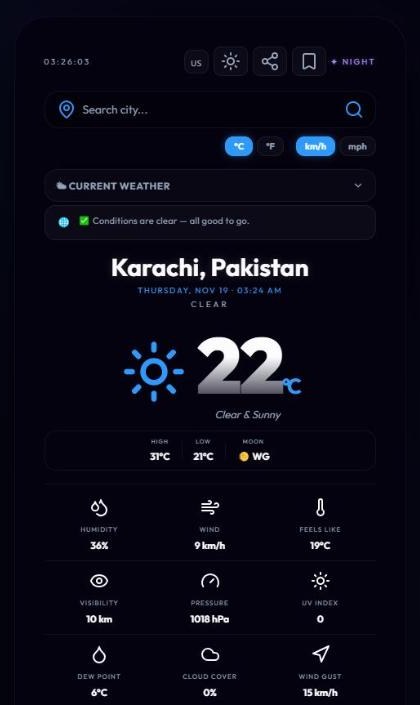 03:26:03 US ✦ NIGHT
Search city...
°C °F km/h mph
CURRENT WEATHER
✅ Conditions are clear — all good to go.
Karachi, Pakistan
THURSDAY, NOV 19 · 03:24 AM
CLEAR
22°C
Clear & Sunny
HIGH LOW MOON
31°C 21°C WG
HUMIDITY WIND FEELS LIKE
36% 9 km/h 19°C
VISIBILITY PRESSURE UV INDEX
10 km 1018 hPa 0
DEW POINT CLOUD COVER WIND GUST
6°C 0% 15 km/h